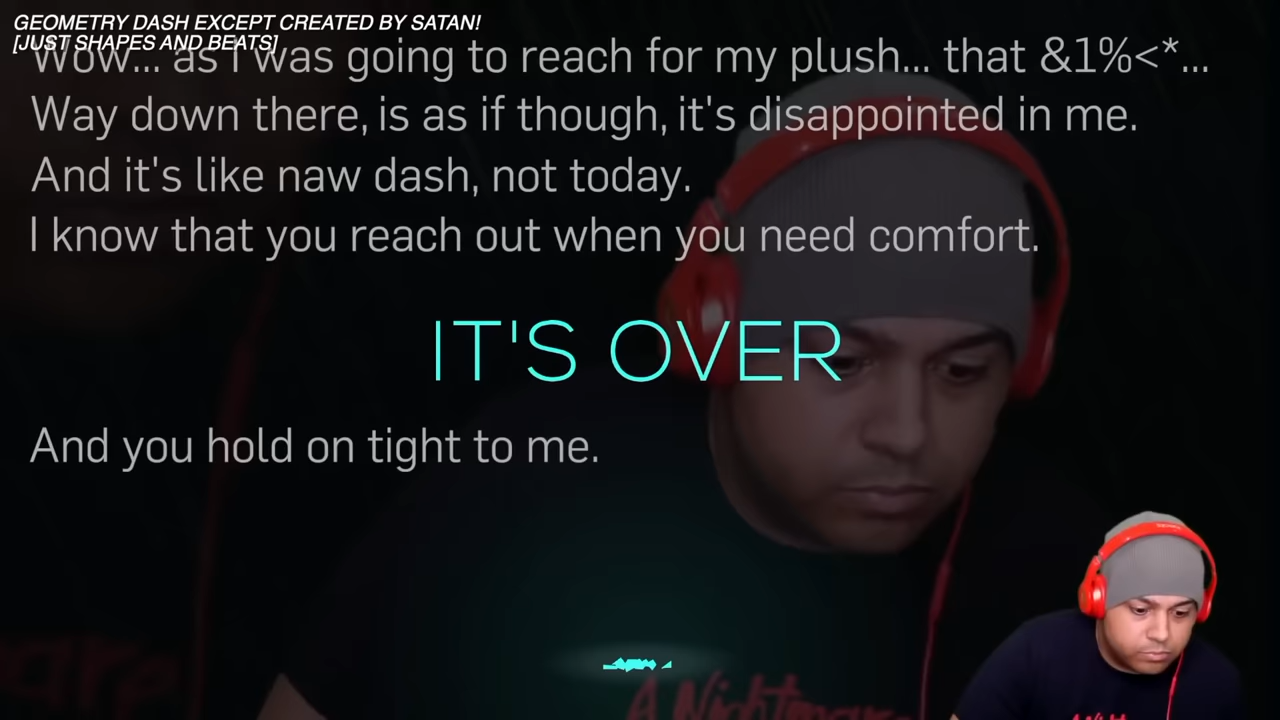 GEOMETRY DASH EXCEPT CREATED BY SATAN!
[JUST SHAPES AND BEATS]
Wow... as I was going to reach for my plush... that &1%<*...
Way down there, is as if though, it's disappointed in me.
And it's like naw dash, not today.
I know that you reach out when you need comfort.
IT'S OVER
And you hold on tight to me.
A Nightmare